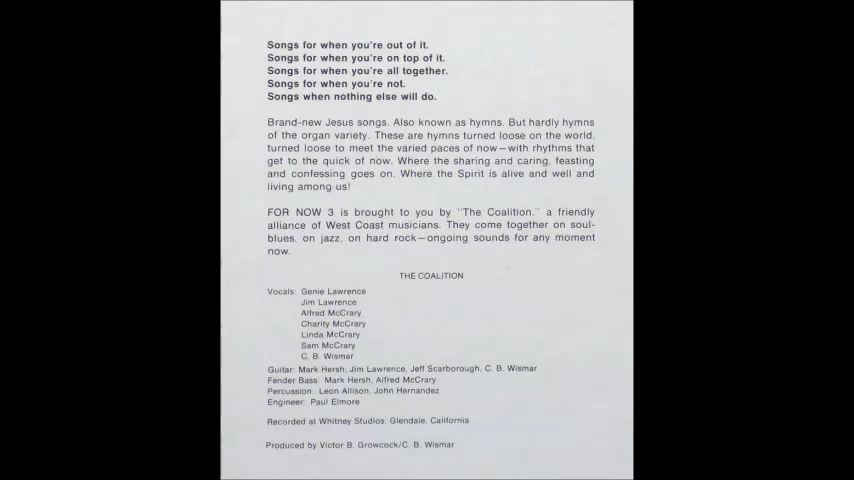 Songs for when you're out of it.
Songs for when you're on top of it.
Songs for when you're all together.
Songs for when you're not.
Songs when nothing else will do.
Brand-new Jesus songs. Also known as hymns. But hardly hymns
of the organ variety. These are hymns turned loose on the world,
turned loose to meet the varied paces of now—with rhythms that
get to the quick of now. Where the sharing and caring, feasting
and confessing goes on. Where the Spirit is alive and well and
living among us!
FOR NOW 3 is brought to you by "The Coalition," a friendly
alliance of West Coast musicians. They come together on soul-
blues, on jazz, on hard rock—ongoing sounds for any moment
now.
THE COALITION
Vocals: Genie Lawrence
Jim Lawrence
Alfred McCrary
Charity McCrary
Linda McCrary
Sam McCrary
C. B. Wismar
Guitar: Mark Hersh, Jim Lawrence, Jeff Scarborough, C. B. Wismar
Fender Bass: Mark Hersh, Alfred McCrary
Percussion: Leon Allison, John Hernandez
Engineer: Paul Elmore
Recorded at Whitney Studios, Glendale, California
Produced by Victor B. Growcock/C. B. Wismar